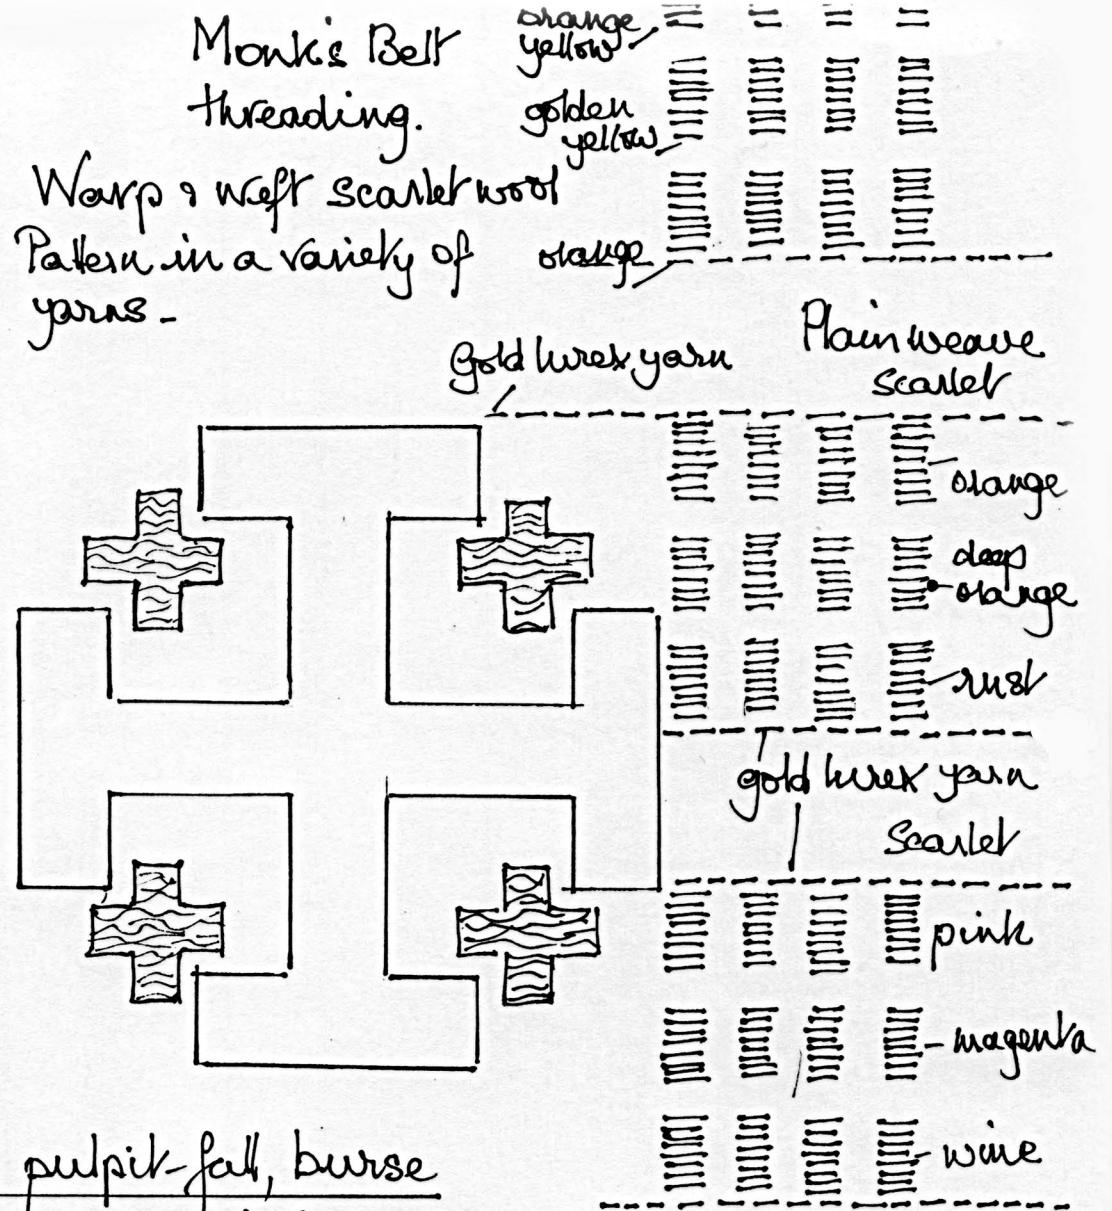 Monk's Belt
threading.
Warp & weft scarlet wool
Pattern in a variety of
yarns -
orange
yellow
golden
yellow
orange
Gold lurex yarn
Plain weave
scarlet
orange
deep
orange
rust
gold lurex yarn
Scarlet
pink
magenta
wine
pulpit-fall, burse